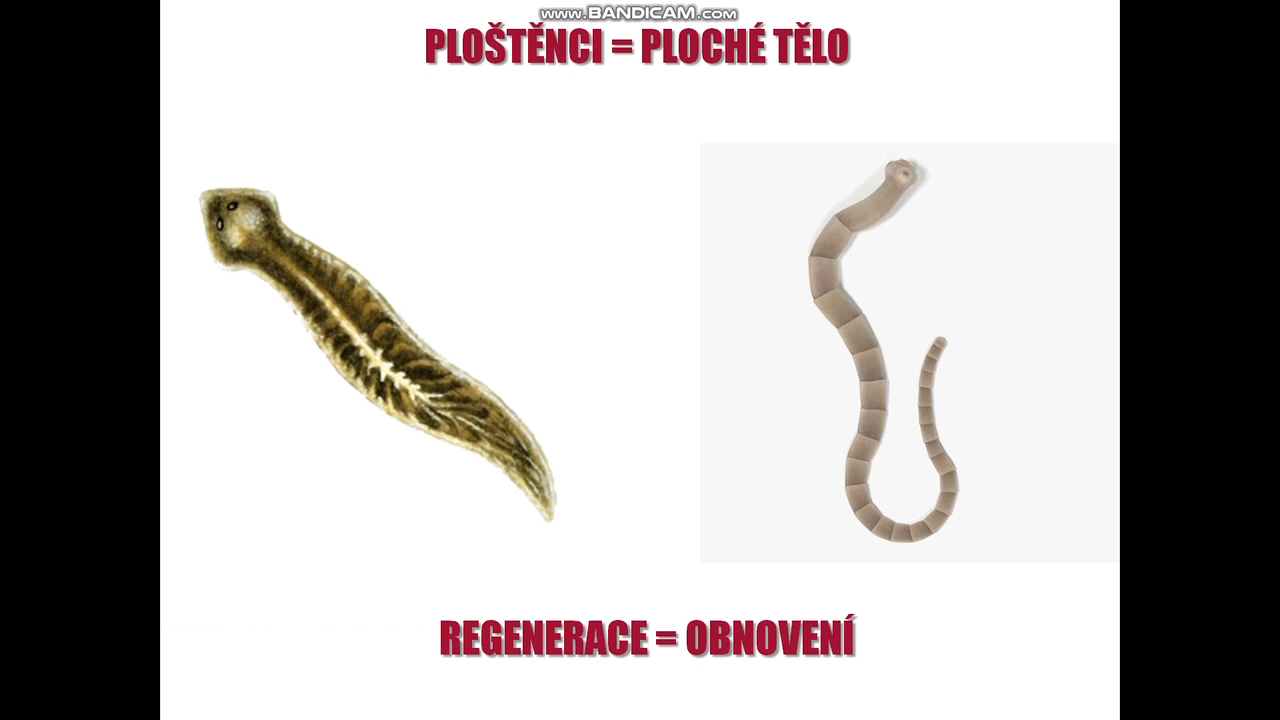 www.BANDICAM.com
PLOŠTĚNCI = PLOCHÉ TĚLO
REGENERACE = OBNOVENÍ